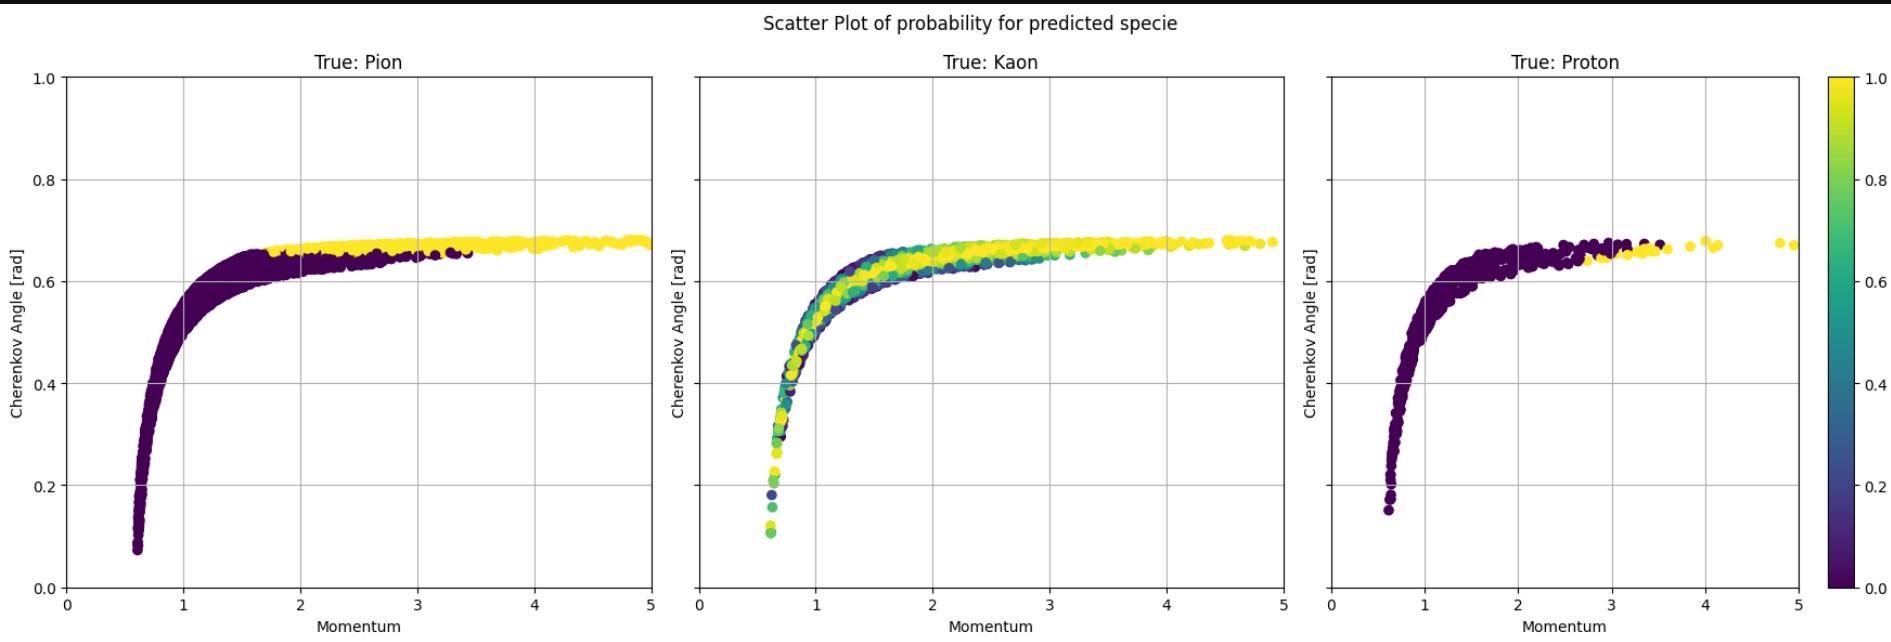 Scatter Plot of probability for predicted specie
True: Pion
True: Kaon
True: Proton
1.0
0.8
0.6
0.4
0.2
0.0
Cherenkov Angle [rad]
0 1 2 3 4 5
Momentum
Cherenkov Angle [rad]
0 1 2 3 4 5
Momentum
Cherenkov Angle [rad]
0 1 2 3 4 5
Momentum
1.0
0.8
0.6
0.4
0.2
0.0